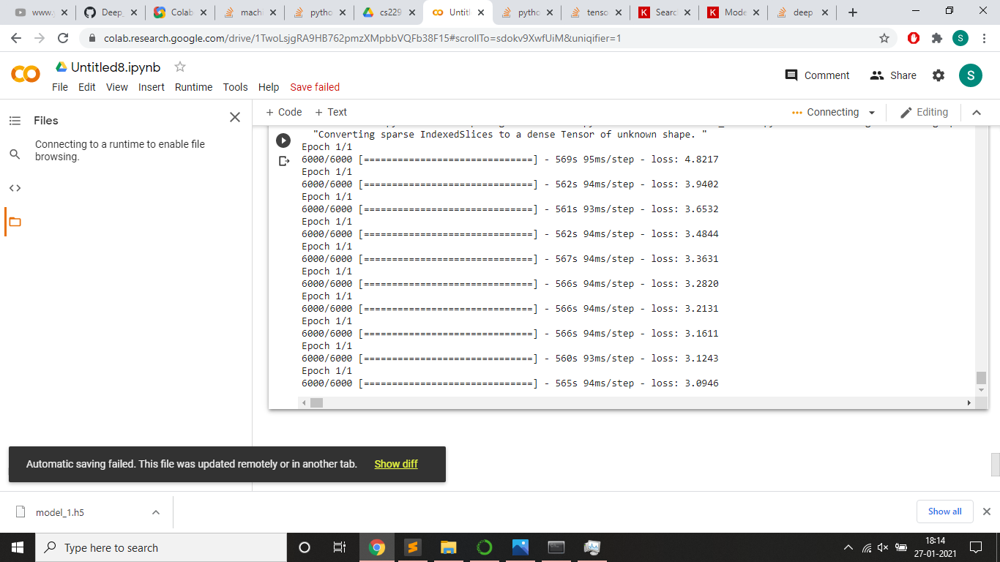 www.y
Deep_
Colab
machi
pytho
cs229
Untitl
pytho
tenso
Searc
Mode
deep
colab.research.google.com/drive/1TwoLsjgRA9HB762pmzXMpbbVQFb38F15#scrollTo=sdokv9XwfUiM&uniqifier=1
S
Untitled8.ipynb
Comment
Share
S
File Edit View Insert Runtime Tools Help Save failed
Files
+ Code + Text
Connecting
Editing
Connecting to a runtime to enable file
browsing.
"Converting sparse IndexedSlices to a dense Tensor of unknown shape. "
Epoch 1/1
6000/6000 [==============================] - 569s 95ms/step - loss: 4.8217
Epoch 1/1
6000/6000 [==============================] - 562s 94ms/step - loss: 3.9402
Epoch 1/1
6000/6000 [==============================] - 561s 93ms/step - loss: 3.6532
Epoch 1/1
6000/6000 [==============================] - 562s 94ms/step - loss: 3.4844
Epoch 1/1
6000/6000 [==============================] - 567s 94ms/step - loss: 3.3631
Epoch 1/1
6000/6000 [==============================] - 566s 94ms/step - loss: 3.2820
Epoch 1/1
6000/6000 [==============================] - 566s 94ms/step - loss: 3.2131
Epoch 1/1
6000/6000 [==============================] - 566s 94ms/step - loss: 3.1611
Epoch 1/1
6000/6000 [==============================] - 560s 93ms/step - loss: 3.1243
Epoch 1/1
6000/6000 [==============================] - 565s 94ms/step - loss: 3.0946
Automatic saving failed. This file was updated remotely or in another tab. Show diff
model_1.h5
Show all
Type here to search
18:14
27-01-2021